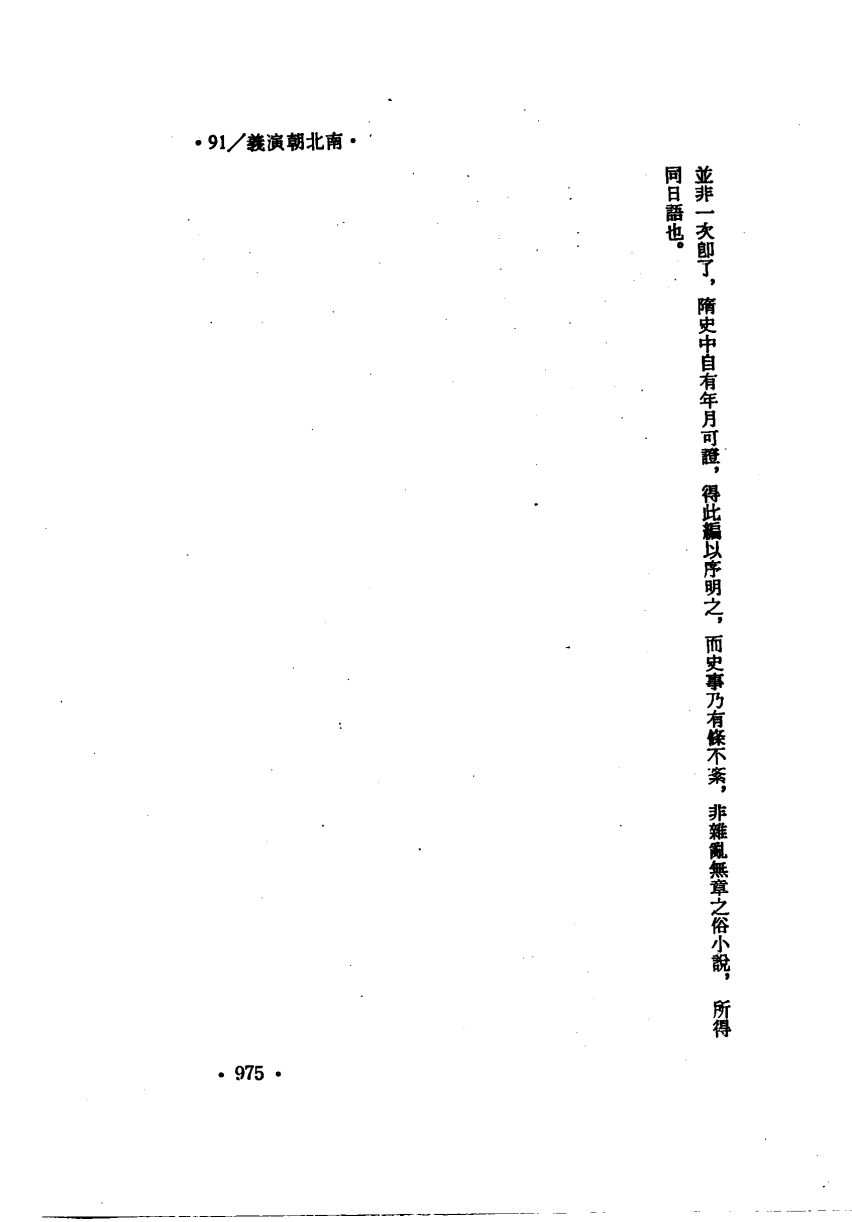 •91／義演朝北南•
並非一次卽了，隋史中自有年月可證，得此編以序明之，而史事乃有條不紊，非雜亂無章之俗小說，所得
同日語也。
• 975 •